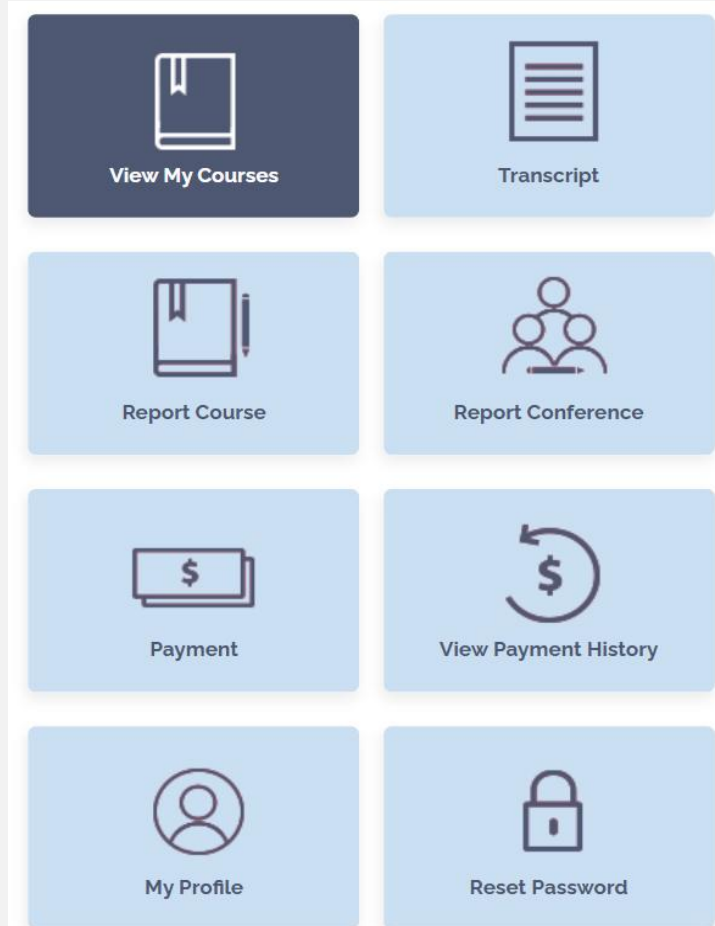 View My Courses
Transcript
Report Course
Report Conference
$
Payment
$
View Payment History
My Profile
Reset Password